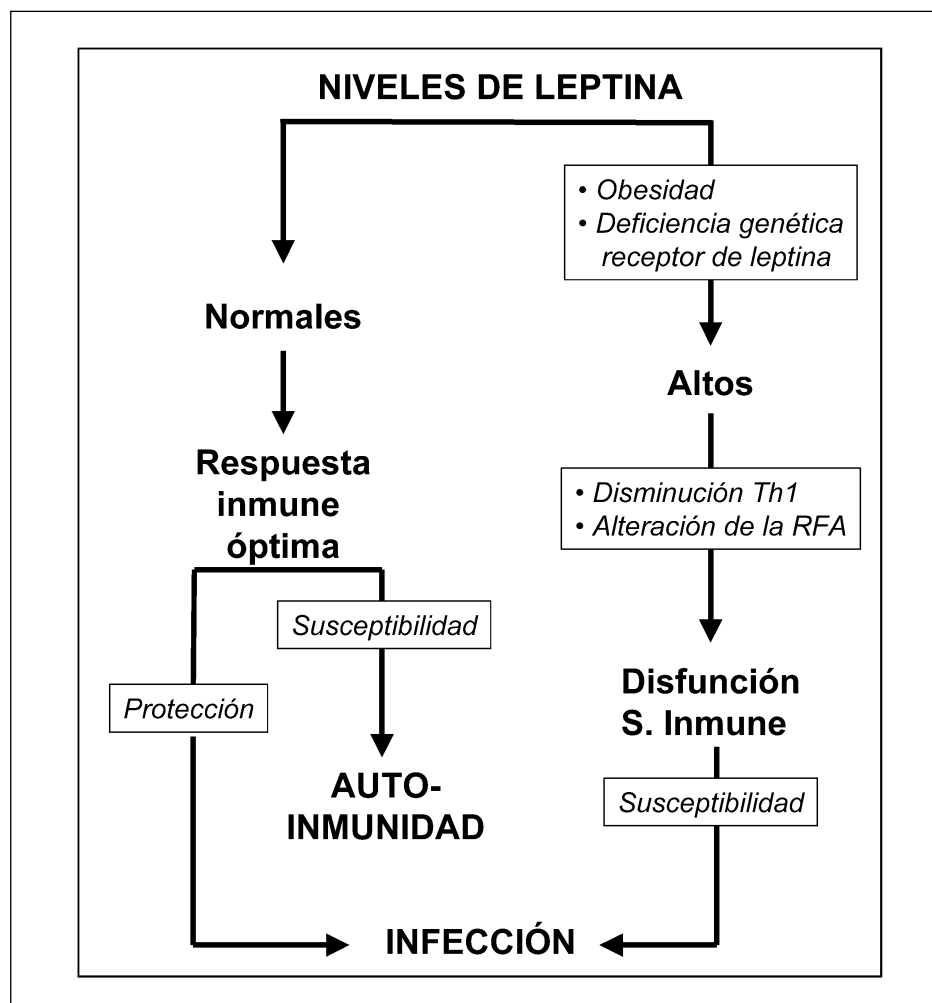 NIVELES DE LEPTINA
• Obesidad
• Deficiencia genética
receptor de leptina
Normales
Altos
Respuesta
inmune
óptima
• Disminución Th1
• Alteración de la RFA
Susceptibilidad
Protección
Disfunción
S. Inmune
AUTO-
INMUNIDAD
Susceptibilidad
INFECCIÓN